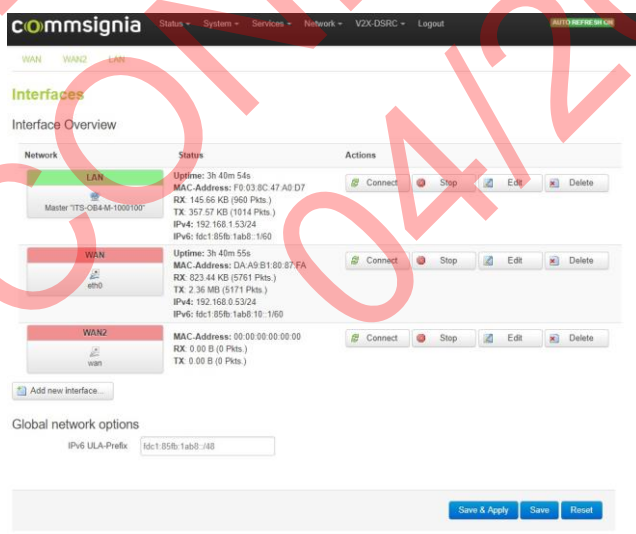 commsignia
Status System Services Network V2X-DSRC Logout AUTO REFRESH ON
WAN WAN2 LAN
Interfaces
Interface Overview
Network Status Actions
LAN
Master "ITS-OB4-M-1000100"
Uptime: 3h 40m 54s
MAC-Address: F0:03:8C:47:A0:D7
RX: 145.66 KB (960 Pkts.)
TX: 357.57 KB (1014 Pkts.)
IPv4: 192.168.1.53/24
IPv6: fdc1:85fb:1ab8::1/60
Connect Stop Edit Delete
WAN
eth0
Uptime: 3h 40m 55s
MAC-Address: DA:A9:B1:80:87:FA
RX: 823.44 KB (5761 Pkts.)
TX: 2.36 MB (5171 Pkts.)
IPv4: 192.168.0.53/24
IPv6: fdc1:85fb:1ab8:10::1/60
Connect Stop Edit Delete
WAN2
wan
MAC-Address: 00:00:00:00:00:00
RX: 0.00 B (0 Pkts.)
TX: 0.00 B (0 Pkts.)
Connect Stop Edit Delete
Add new interface...
Global network options
IPv6 ULA-Prefix fdc1:85fb:1ab8::/48
Save & Apply Save Reset